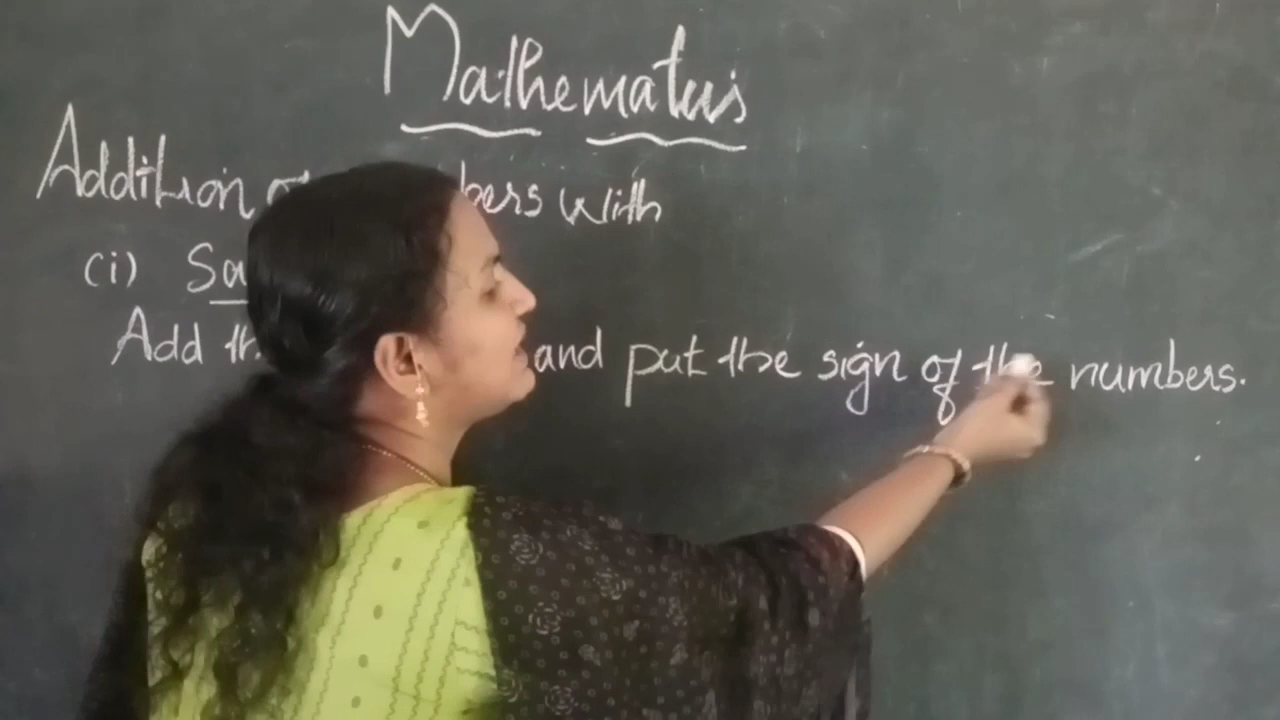 Mathematics
Addition of bers with
(i) Sa
Add th and put the sign of the numbers.